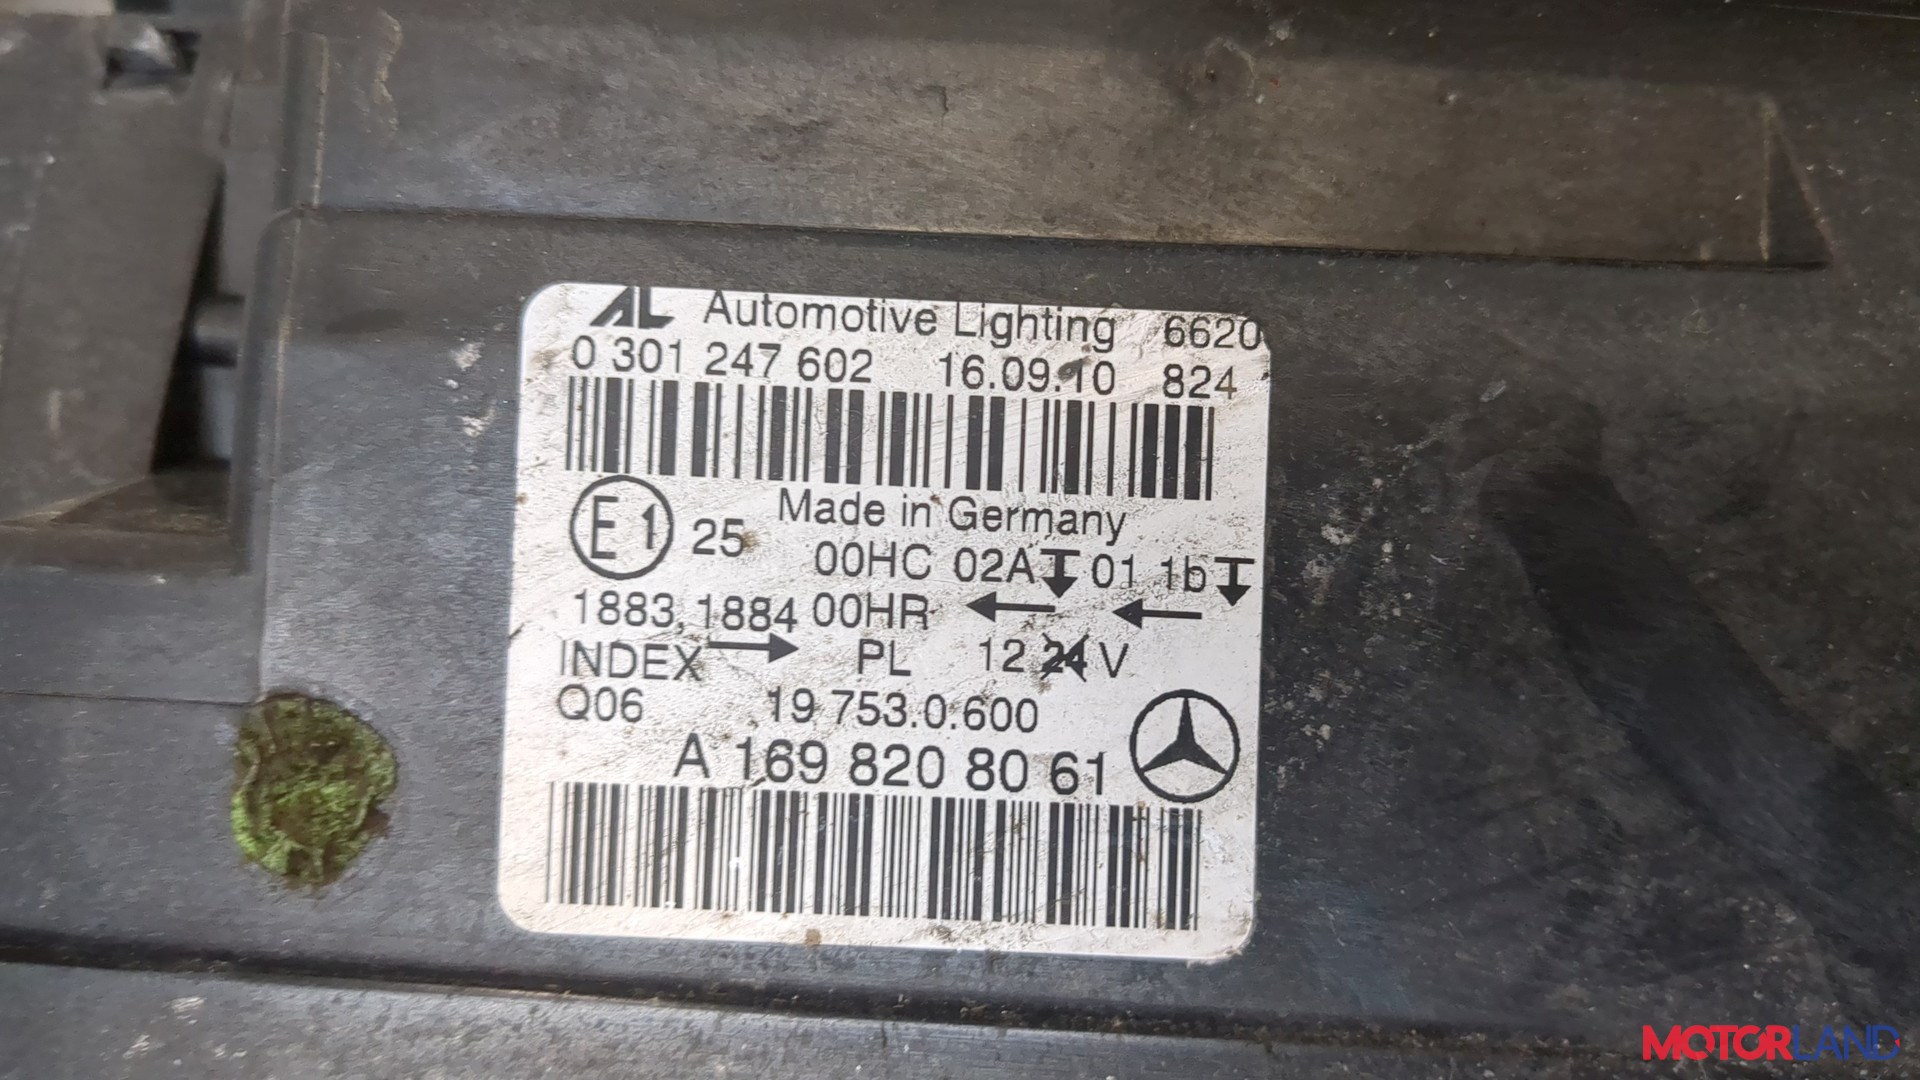 AL Automotive Lighting 6620
0 301 247 602 16.09.10 824
Made in Germany
E1 25 00HC 02A 01 1b
1883, 1884 00HR
INDEX PL 12 24 V
Q06 19 753.0.600
A 169 820 80 61
MOTORLAND